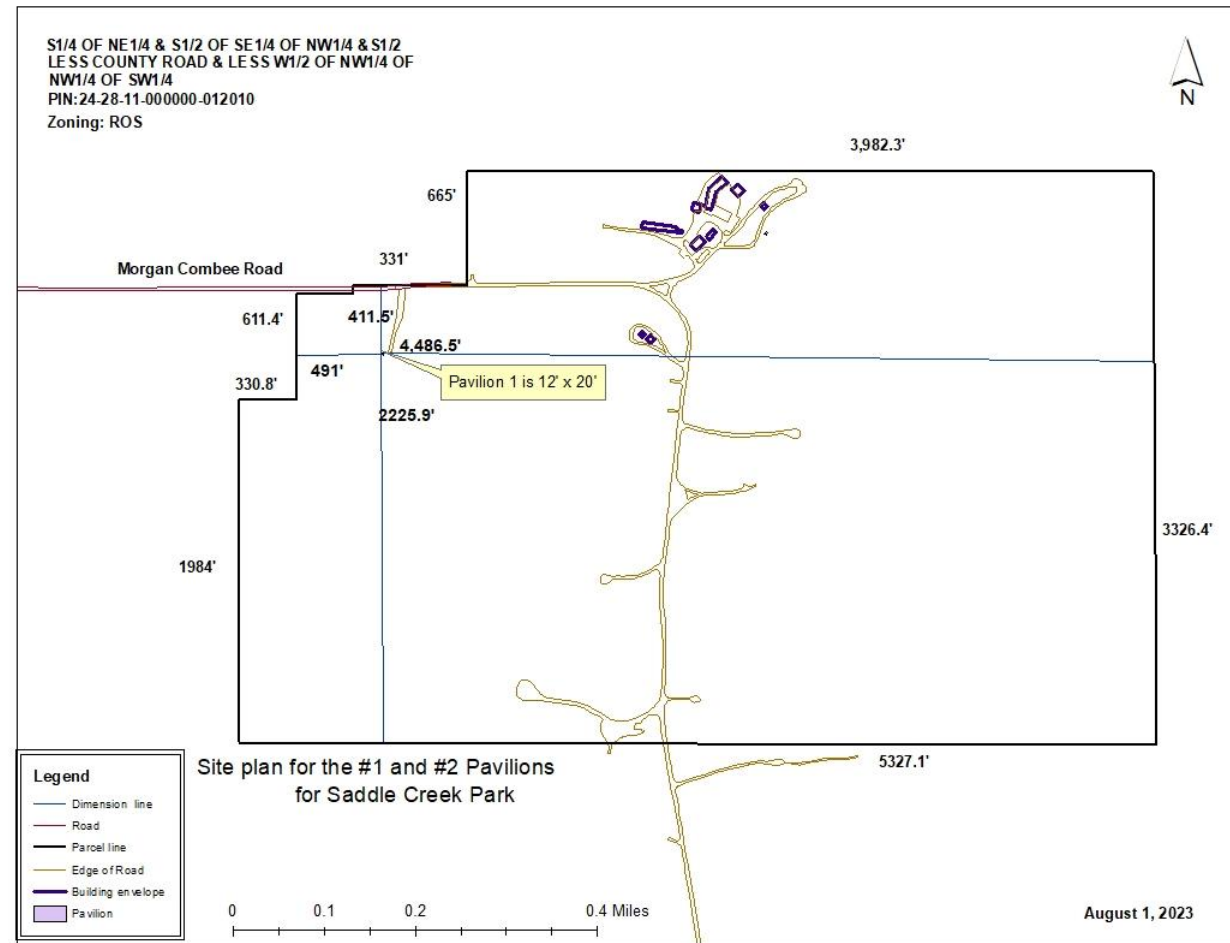 S1/4 OF NE1/4 & S1/2 OF SE1/4 OF NW1/4 & S1/2
LESS COUNTY ROAD & LESS W1/2 OF NW1/4 OF
NW1/4 OF SW1/4
PIN:24-28-11-000000-012010
Zoning: ROS
N
3,982.3'
665'
331'
Morgan Combee Road
611.4'
411.5'
4,486.5'
491'
330.8'
Pavilion 1 is 12' x 20'
2225.9'
3326.4'
1984'
5327.1'
Site plan for the #1 and #2 Pavilions
for Saddle Creek Park
Legend
Dimension line
Road
Parcel line
Edge of Road
Building envelope
Pavilion
0 0.1 0.2 0.4 Miles
August 1, 2023